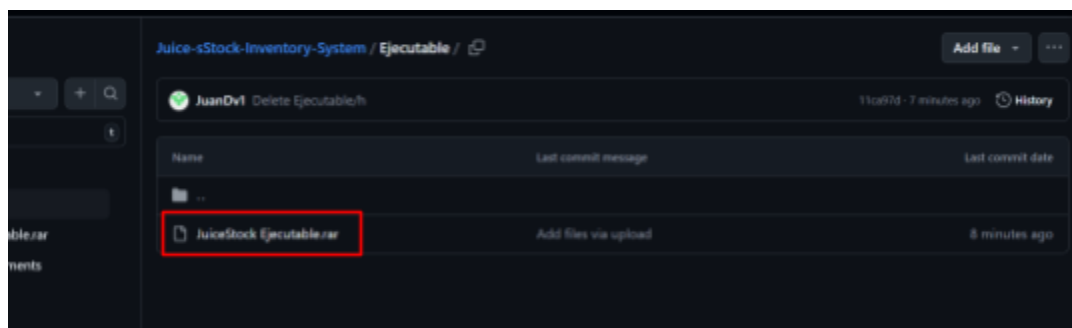 Juice-sStock-Inventory-System / Ejecutable /
Add file
JuanDv1 Delete Ejecutable/h
11ca97d · 7 minutes ago History
t
Name Last commit message Last commit date
..
JuiceStock Ejecutable.rar Add files via upload 8 minutes ago
able.rar
ments